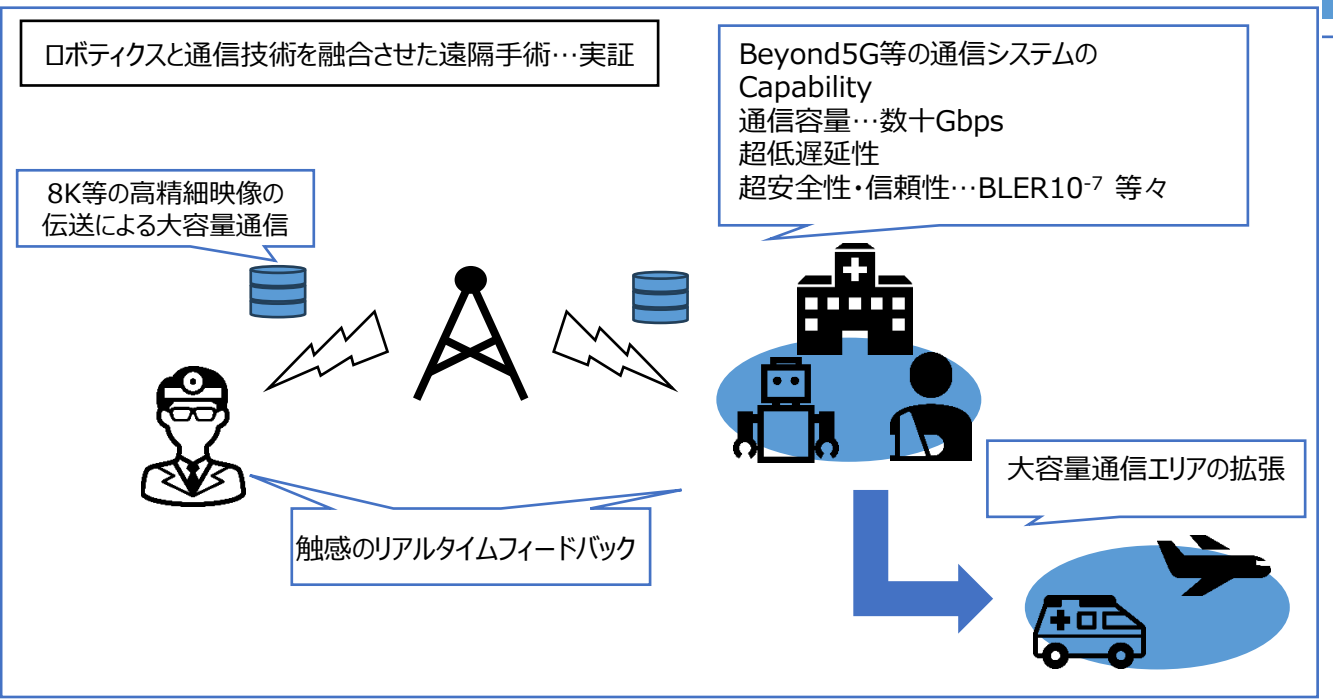 ロボティクスと通信技術を融合させた遠隔手術…実証
Beyond5G等の通信システムの
Capability
通信容量…数十Gbps
超低遅延性
超安全性・信頼性…BLER10⁻⁷ 等々
8K等の高精細映像の
伝送による大容量通信
触感のリアルタイムフィードバック
大容量通信エリアの拡張